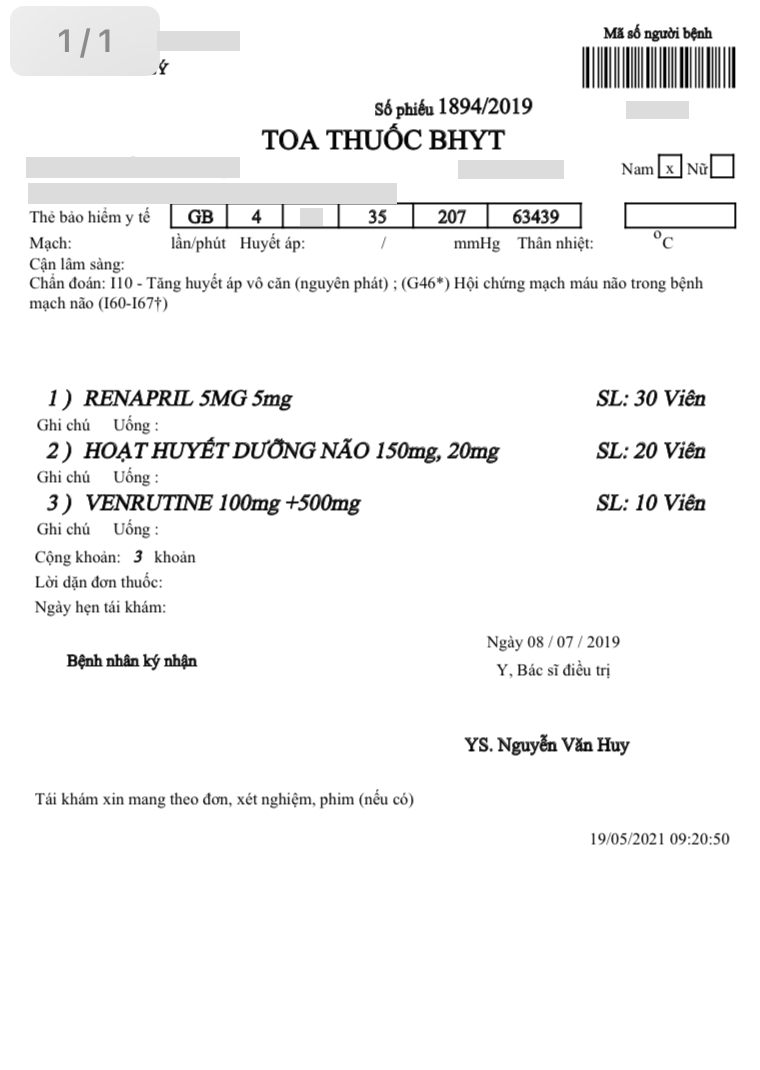 1/1
Mã số người bệnh
Số phiếu 1894/2019
TOA THUỐC BHYT
Nam x Nữ
Thẻ bảo hiểm y tế GB 4 35 207 63439
Mạch: lần/phút Huyết áp: / mmHg Thân nhiệt: °C
Cận lâm sàng:
Chẩn đoán: I10 - Tăng huyết áp vô căn (nguyên phát) ; (G46*) Hội chứng mạch máu não trong bệnh
mạch não (I60-I67†)
1 ) RENAPRIL 5MG 5mg SL: 30 Viên
Ghi chú Uống :
2 ) HOẠT HUYẾT DƯỠNG NÃO 150mg, 20mg SL: 20 Viên
Ghi chú Uống :
3 ) VENRUTINE 100mg +500mg SL: 10 Viên
Ghi chú Uống :
Cộng khoản: 3 khoản
Lời dặn đơn thuốc:
Ngày hẹn tái khám:
Ngày 08 / 07 / 2019
Bệnh nhân ký nhận
Y, Bác sĩ điều trị
YS. Nguyễn Văn Huy
Tái khám xin mang theo đơn, xét nghiệm, phim (nếu có)
19/05/2021 09:20:50